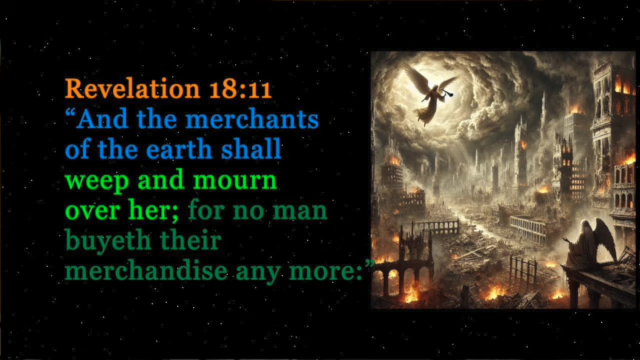 Revelation 18:11
“And the merchants
of the earth shall
weep and mourn
over her; for no man
buyeth their
merchandise any more:”